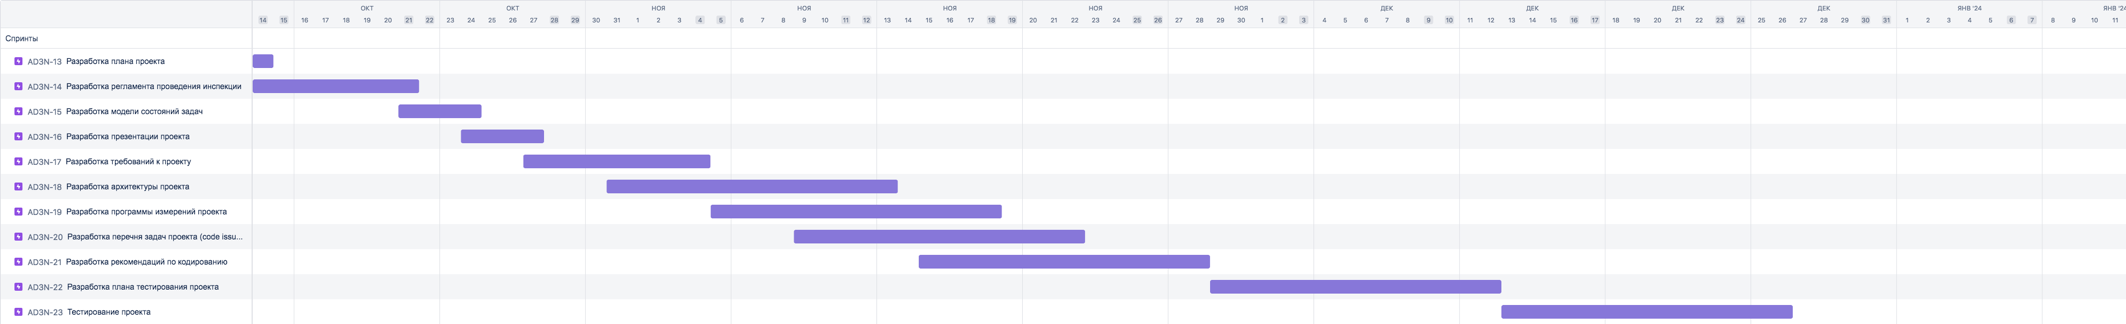 ОКТ ОКТ НОЯ НОЯ НОЯ НОЯ НОЯ ДЕК ДЕК ДЕК ДЕК ЯНВ '24 ЯНВ '24
14 15 16 17 18 19 20 21 22 23 24 25 26 27 28 29 30 31 1 2 3 4 5 6 7 8 9 10 11 12 13 14 15 16 17 18 19 20 21 22 23 24 25 26 27 28 29 30 1 2 3 4 5 6 7 8 9 10 11 12 13 14 15 16 17 18 19 20 21 22 23 24 25 26 27 28 29 30 31 1 2 3 4 5 6 7 8 9 10 11
Спринты
AD3N-13 Разработка плана проекта
AD3N-14 Разработка регламента проведения инспекции
AD3N-15 Разработка модели состояний задач
AD3N-16 Разработка презентации проекта
AD3N-17 Разработка требований к проекту
AD3N-18 Разработка архитектуры проекта
AD3N-19 Разработка программы измерений проекта
AD3N-20 Разработка перечня задач проекта (code issu...
AD3N-21 Разработка рекомендаций по кодированию
AD3N-22 Разработка плана тестирования проекта
AD3N-23 Тестирование проекта